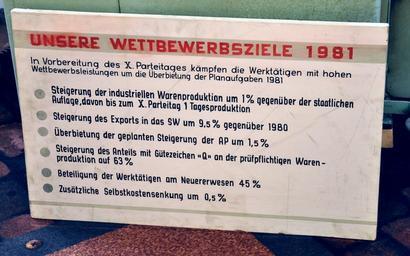 UNSERE WETTBEWERBSZIELE 1981
In Vorbereitung des X. Parteitages kämpfen die Werktätigen mit hohen
Wettbewerbsleistungen um die Überbietung der Planaufgaben 1981
Steigerung der industriellen Warenproduktion um 1% gegenüber der staatlichen
Auflage, davon bis zum X. Parteitag 1 Tagesproduktion
Steigerung des Exports in das SW um 9,5% gegenüber 1980
Überbietung der geplanten Steigerung der AP um 1,5%
Steigerung des Anteils mit Gütezeichen »Q« an der prüfpflichtigen Waren-
produktion auf 63%
Beteiligung der Werktätigen am Neuererwesen 45%
Zusätzliche Selbstkostensenkung um 0,5%